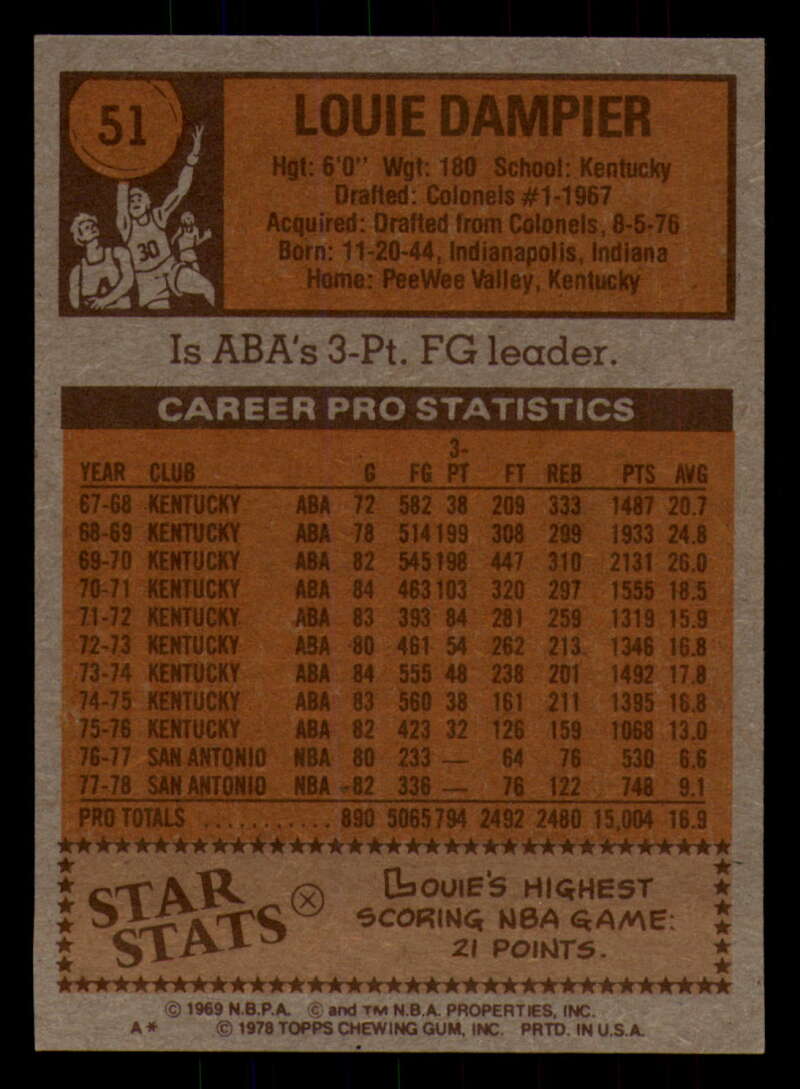 51
LOUIE DAMPIER
Hgt: 6'0" Wgt: 180 School: Kentucky
Drafted: Colonels #1-1967
Acquired: Drafted from Colonels, 8-5-76
Born: 11-20-44, Indianapolis, Indiana
Home: PeeWee Valley, Kentucky
30
A
Is ABA's 3-Pt. FG leader.
CAREER PRO STATISTICS
YEAR CLUB G FG 3-PT FT REB PTS AVG
67-68 KENTUCKY ABA 72 582 38 209 333 1487 20.7
68-69 KENTUCKY ABA 78 514 199 308 299 1933 24.8
69-70 KENTUCKY ABA 82 545 198 447 310 2131 26.0
70-71 KENTUCKY ABA 84 463 103 320 297 1555 18.5
71-72 KENTUCKY ABA 83 393 84 281 259 1319 15.9
72-73 KENTUCKY ABA 80 461 54 262 213 1346 16.8
73-74 KENTUCKY ABA 84 555 48 238 201 1492 17.8
74-75 KENTUCKY ABA 83 560 38 161 211 1395 16.8
75-76 KENTUCKY ABA 82 423 32 126 159 1068 13.0
76-77 SAN ANTONIO NBA 80 233 — 64 76 530 6.6
77-78 SAN ANTONIO NBA 82 336 — 76 122 748 9.1
PRO TOTALS ........... 890 5065 794 2492 2480 15,004 16.9
STAR STATS
LOUIE'S HIGHEST
SCORING NBA GAME:
21 POINTS.
© 1969 N.B.P.A. © and TM N.B.A. PROPERTIES, INC.
A* © 1978 TOPPS CHEWING GUM, INC. PRTD. IN U.S.A.